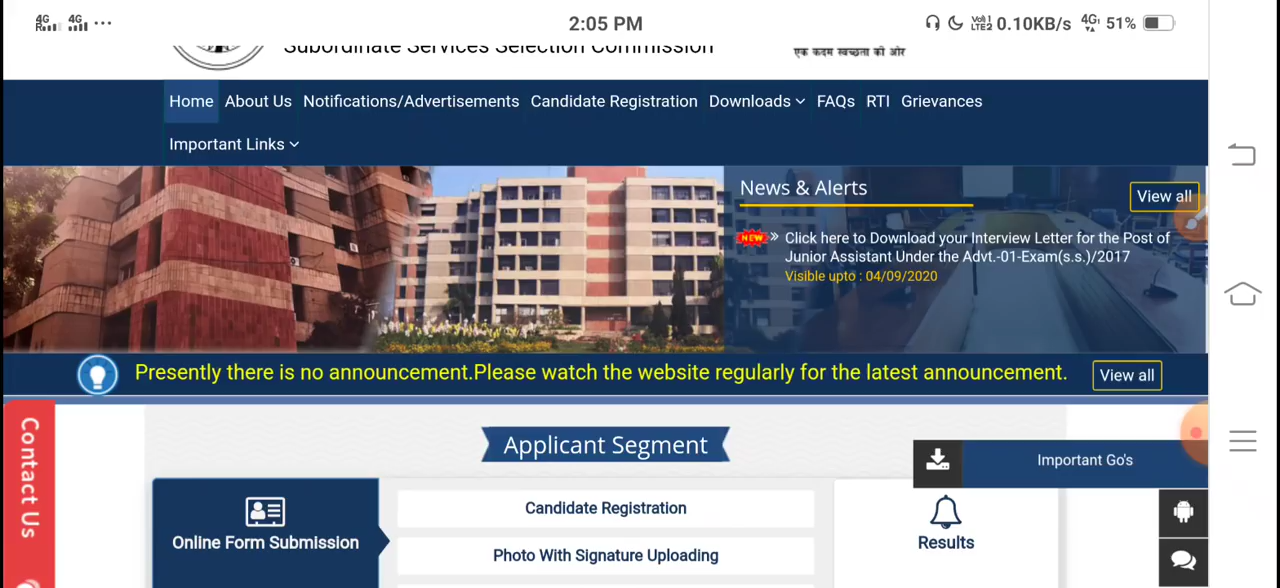 4G 4G ...
R
2:05 PM
VoLTE2 0.10KB/s 4G 51%
Subordinate Services Selection Commission
एक कदम स्वच्छता की ओर
Home About Us Notifications/Advertisements Candidate Registration Downloads FAQs RTI Grievances
Important Links
News & Alerts
View all
NEW » Click here to Download your Interview Letter for the Post of
Junior Assistant Under the Advt.-01-Exam(s.s.)/2017
Visible upto : 04/09/2020
Presently there is no announcement.Please watch the website regularly for the latest announcement.
View all
Contact Us
Applicant Segment
Important Go's
Online Form Submission
Candidate Registration
Photo With Signature Uploading
Results